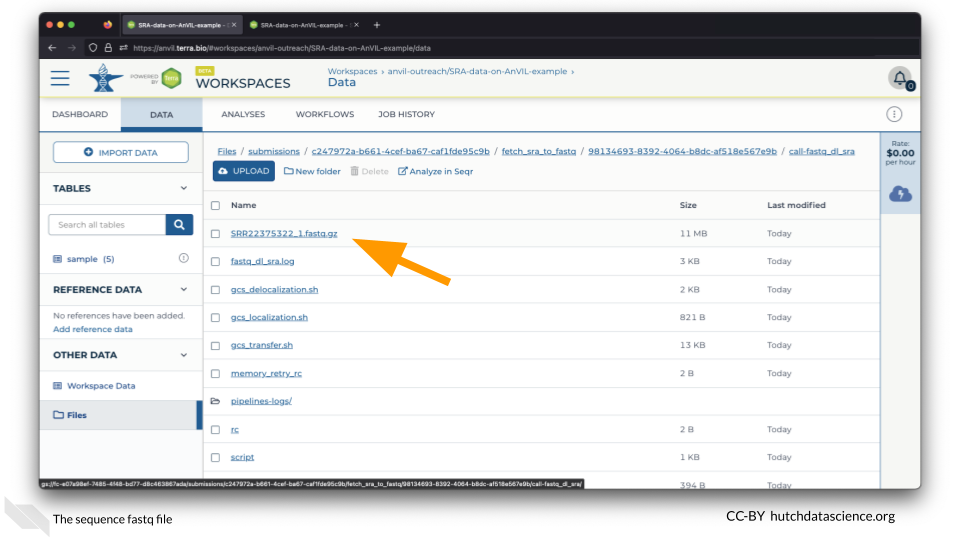 SRA-data-on-AnVIL-example - × SRA-data-on-AnVIL-example - × +
https://anvil.terra.bio/#workspaces/anvil-outreach/SRA-data-on-AnVIL-example/data
POWERED BY Terra
BETA
WORKSPACES
Workspaces › anvil-outreach/SRA-data-on-AnVIL-example ›
Data
0
DASHBOARD DATA ANALYSES WORKFLOWS JOB HISTORY
IMPORT DATA
Files / submissions / c247972a-b661-4cef-ba67-caf1fde95c9b / fetch_sra_to_fastq / 98134693-8392-4064-b8dc-af518e567e9b / call-fastq_dl_sra
Rate:
$0.00
per hour
UPLOAD New folder Delete Analyze in Seqr
TABLES
Name Size Last modified
Search all tables
SRR22375322_1.fastq.gz 11 MB Today
sample (5)
fastq_dl_sra.log 3 KB Today
REFERENCE DATA
gcs_delocalization.sh 2 KB Today
No references have been added.
Add reference data
gcs_localization.sh 821 B Today
OTHER DATA
gcs_transfer.sh 13 KB Today
memory_retry_rc 2 B Today
Workspace Data
pipelines-logs/
Files
rc 2 B Today
script 1 KB Today
394 B Today
gs://fc-e07a98ef-7485-4f48-bd77-d8c463867ada/submissions/c247972a-b661-4cef-ba67-caf1fde95c9b/fetch_sra_to_fastq/98134693-8392-4064-b8dc-af518e567e9b/call-fastq_dl_sra/
The sequence fastq file
CC-BY hutchdatascience.org